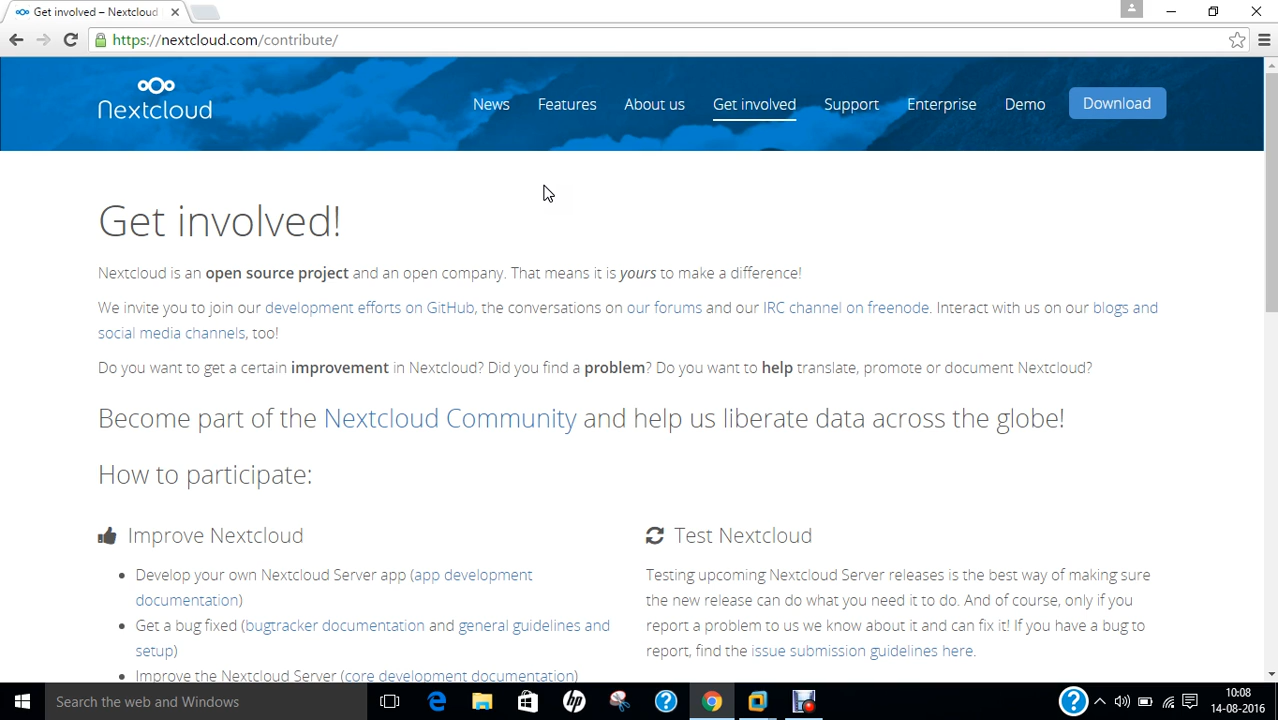 Get involved – Nextcloud
https://nextcloud.com/contribute/
Nextcloud
News Features About us Get involved Support Enterprise Demo Download
Get involved!
Nextcloud is an open source project and an open company. That means it is yours to make a difference!
We invite you to join our development efforts on GitHub, the conversations on our forums and our IRC channel on freenode. Interact with us on our blogs and
social media channels, too!
Do you want to get a certain improvement in Nextcloud? Did you find a problem? Do you want to help translate, promote or document Nextcloud?
Become part of the Nextcloud Community and help us liberate data across the globe!
How to participate:
Improve Nextcloud
Develop your own Nextcloud Server app (app development
documentation)
Get a bug fixed (bugtracker documentation and general guidelines and
setup)
Improve the Nextcloud Server (core development documentation)
Test Nextcloud
Testing upcoming Nextcloud Server releases is the best way of making sure
the new release can do what you need it to do. And of course, only if you
report a problem to us we know about it and can fix it! If you have a bug to
report, find the issue submission guidelines here.
Search the web and Windows
hp
10:08
14-08-2016